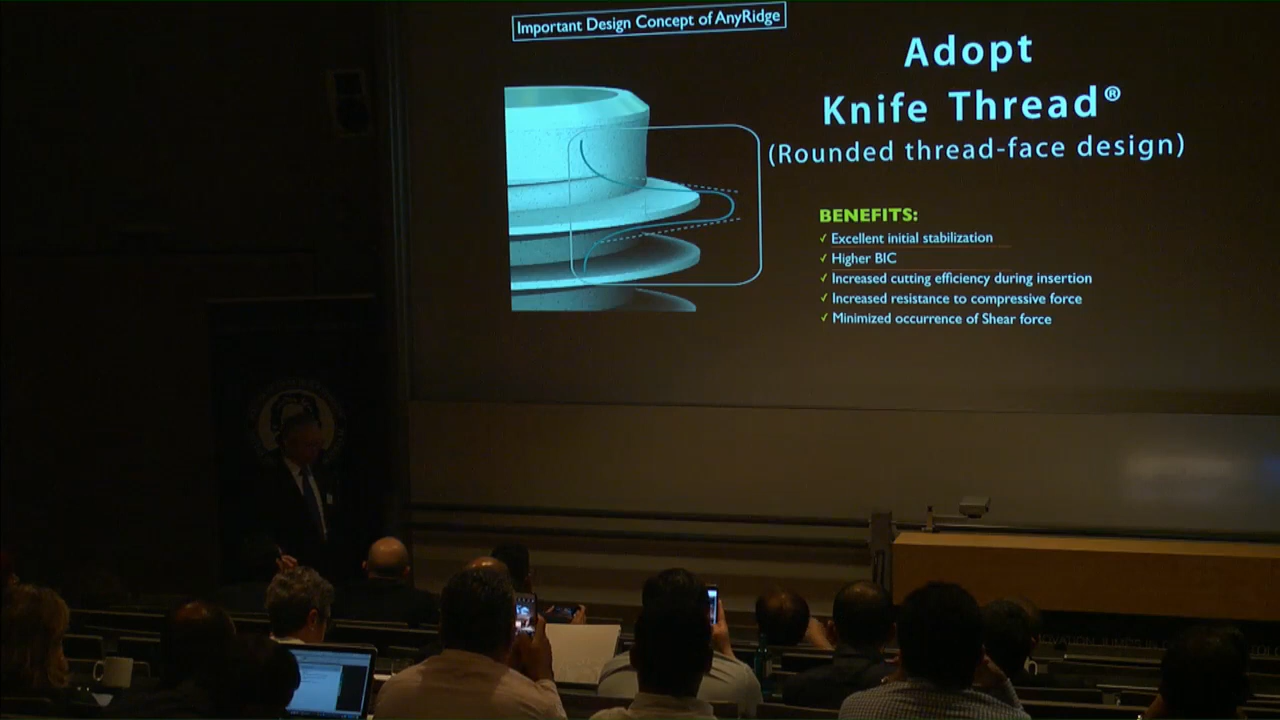 Important Design Concept of AnyRidge
Adopt
Knife Thread®
(Rounded thread-face design)
BENEFITS:
✓ Excellent initial stabilization
✓ Higher BIC
✓ Increased cutting efficiency during insertion
✓ Increased resistance to compressive force
✓ Minimized occurrence of Shear force